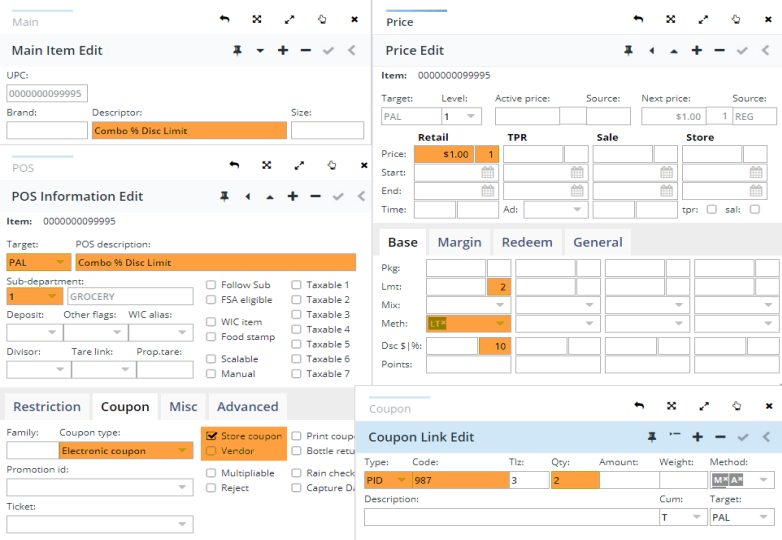 Main
Main Item Edit
UPC:
0000000099995
Brand: Descriptor: Size:
Combo % Disc Limit
POS
POS Information Edit
Item: 0000000099995
Target: POS description:
PAL Combo % Disc Limit
Sub-department:
1 GROCERY
Deposit: Other flags: WIC alias:
Divisor: Tare link: Prop.tare:
Follow Sub Taxable 1
FSA eligible Taxable 2
Taxable 3
WIC item Taxable 4
Food stamp Taxable 5
Scalable Taxable 6
Manual Taxable 7
Restriction Coupon Misc Advanced
Family: Coupon type:
Electronic coupon
Promotion id:
Ticket:
Store coupon Print coup
Vendor Bottle retu
Multipliable Rain check
Reject Capture Da
Price
Price Edit
Item: 0000000099995
Target: Level: Active price: Source: Next price: Source:
PAL 1 $1.00 1 REG
Retail TPR Sale Store
Price: $1.00 1
Start:
End:
Time: Ad: tpr: sal:
Base Margin Redeem General
Pkg:
Lmt: 2
Mix:
Meth: LT*
Dsc $|%: 10
Points:
Coupon
Coupon Link Edit
Type: Code: Tlz: Qty: Amount: Weight: Method:
PID 987 3 2
Description: Cum: Target:
T PAL